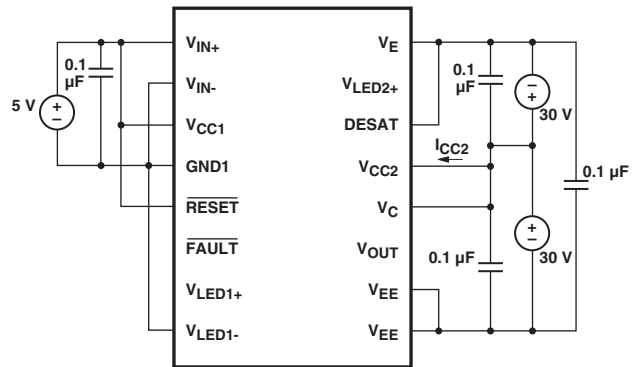 V_IN+
V_IN-
V_CC1
GND1
RESET
FAULT
V_LED1+
V_LED1-
V_E
V_LED2+
DESAT
V_CC2
V_C
V_OUT
V_EE
V_EE
5 V
+
−
0.1
µF
0.1
µF
−
+
30 V
I_CC2
0.1 µF
+
−
30 V
0.1 µF